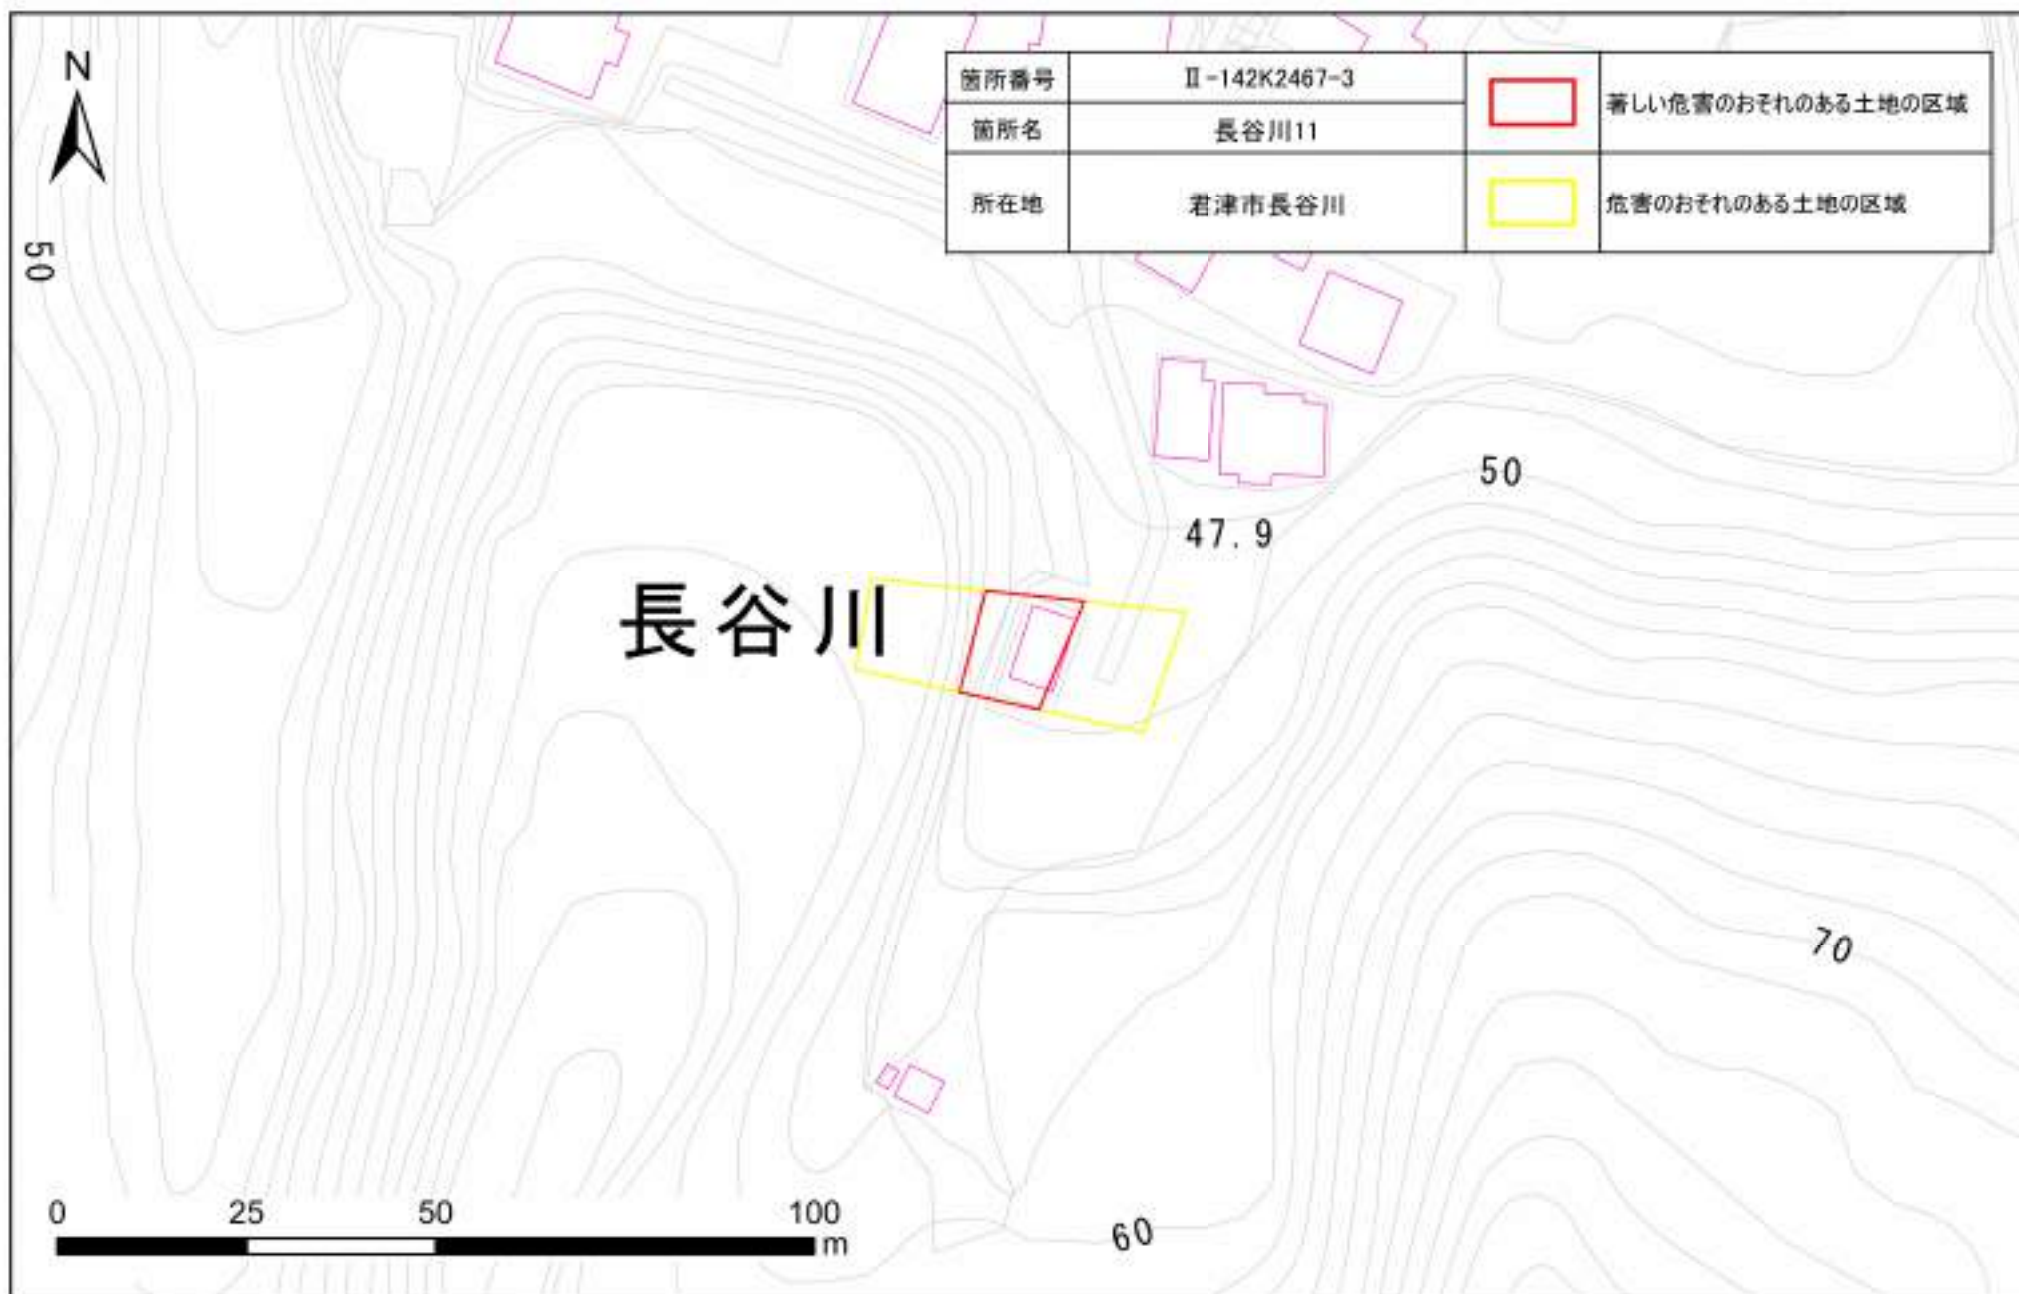 N
箇所番号 Ⅱ-142K2467-3
著しい危害のおそれのある土地の区域
箇所名 長谷川11
所在地 君津市長谷川
危害のおそれのある土地の区域
50
50
47.9
長谷川
70
60
0 25 50 100
m